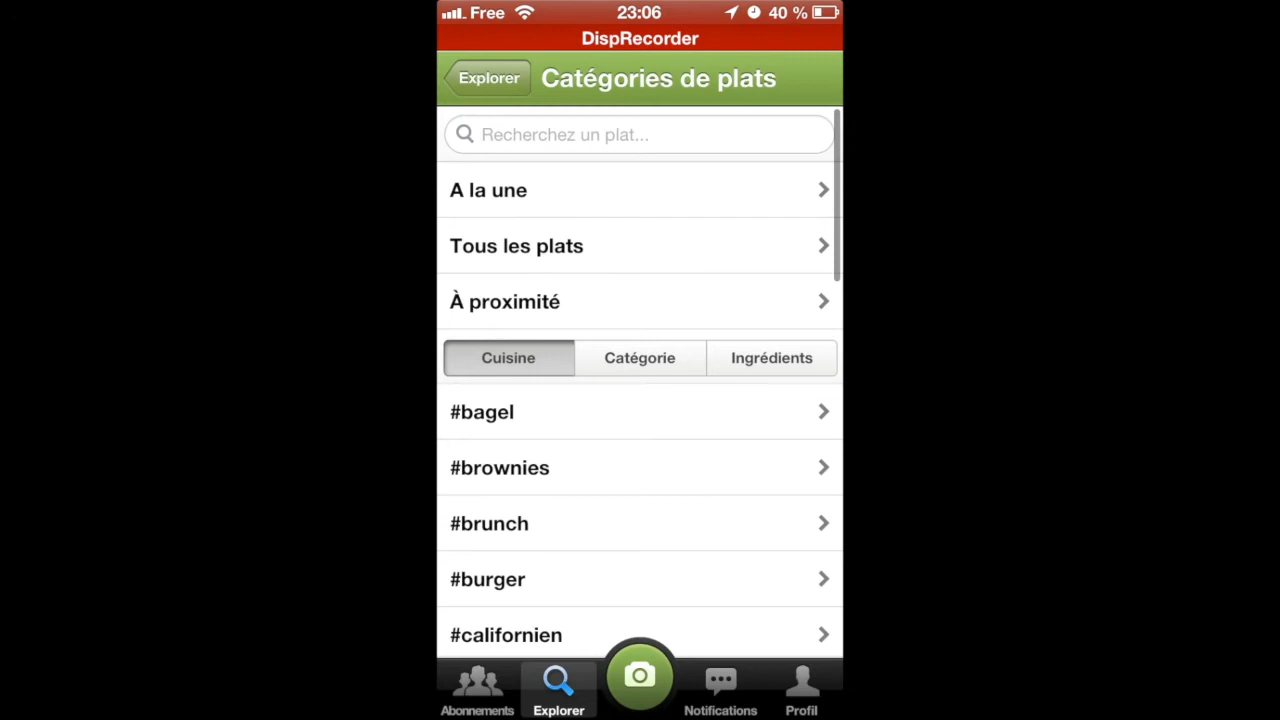 Free 23:06 40 %
DispRecorder
Explorer Catégories de plats
Recherchez un plat...
A la une
Tous les plats
À proximité
Cuisine Catégorie Ingrédients
#bagel
#brownies
#brunch
#burger
#californien
Abonnements Explorer Notifications Profil